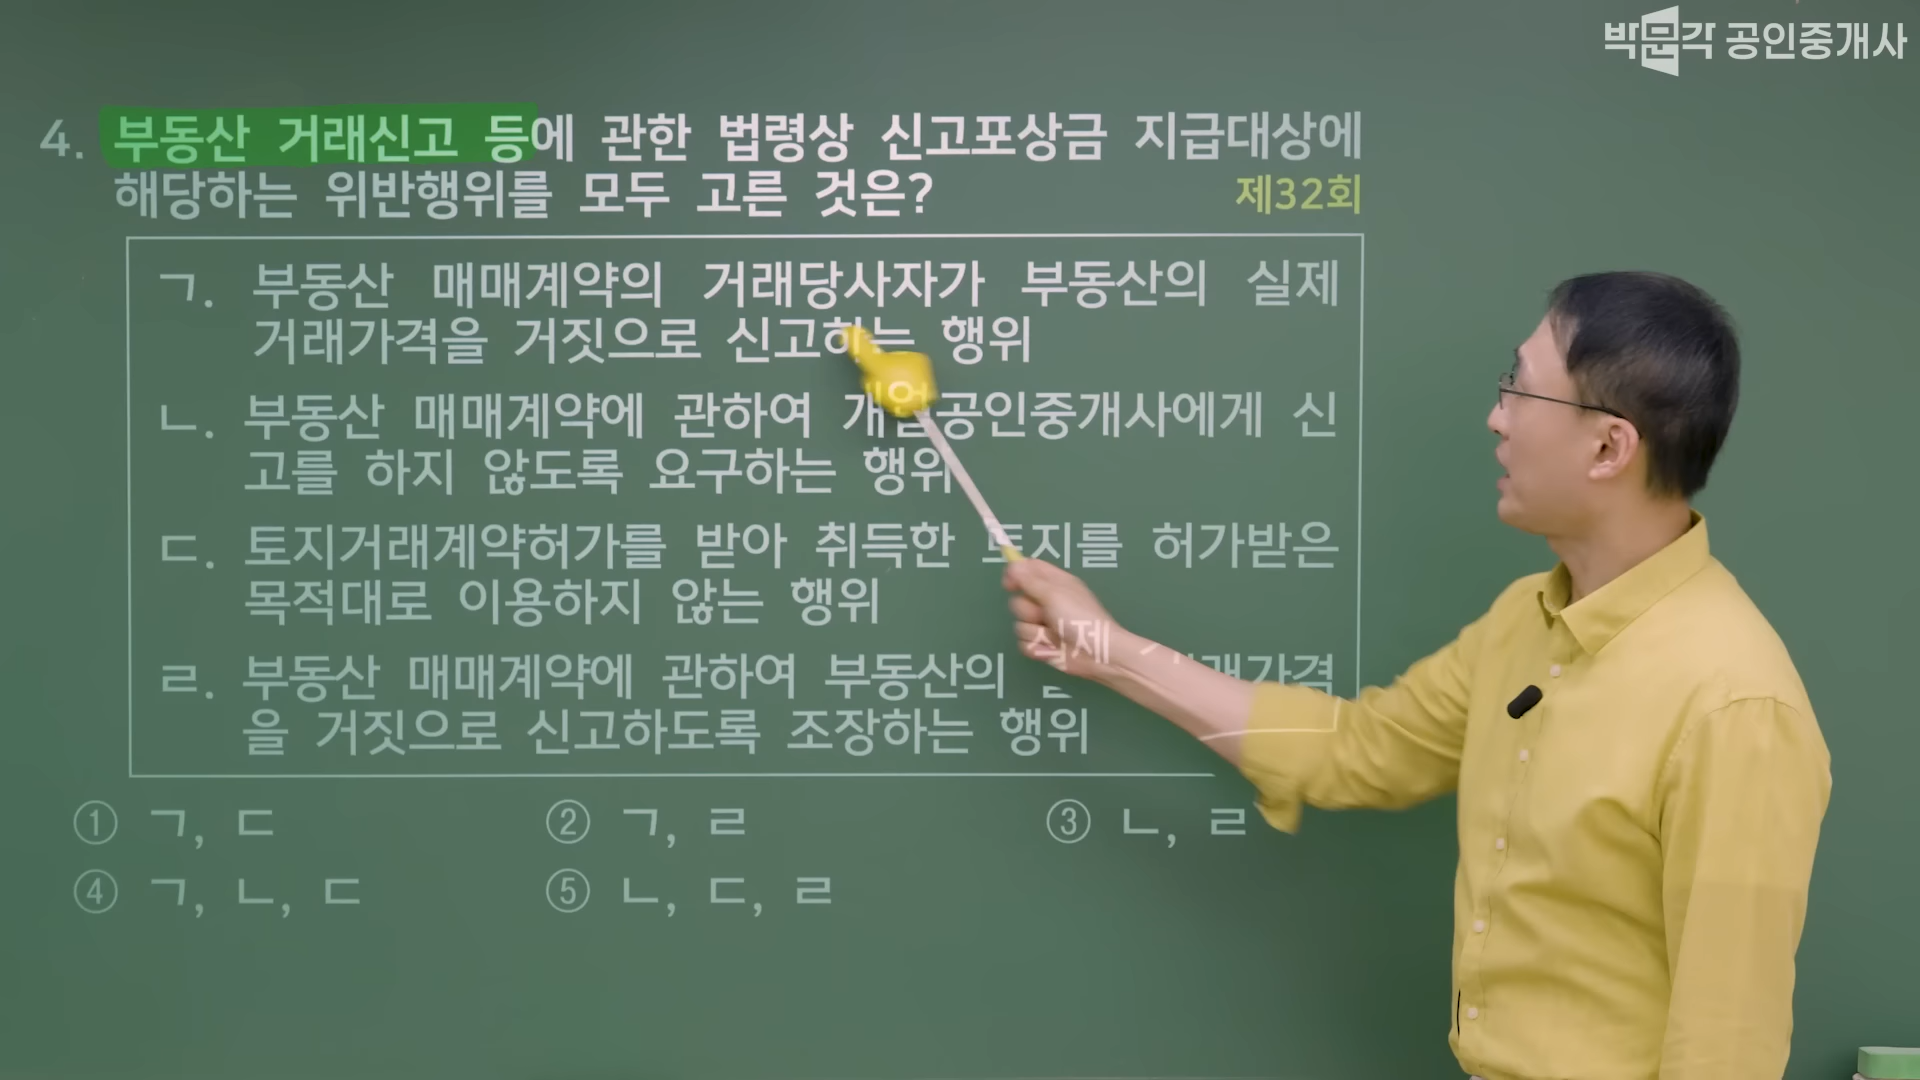 박문각 공인중개사
4. 부동산 거래신고 등에 관한 법령상 신고포상금 지급대상에
해당하는 위반행위를 모두 고른 것은? 제32회
ㄱ. 부동산 매매계약의 거래당사자가 부동산의 실제
거래가격을 거짓으로 신고하는 행위
ㄴ. 부동산 매매계약에 관하여 개업공인중개사에게 신
고를 하지 않도록 요구하는 행위
ㄷ. 토지거래계약허가를 받아 취득한 토지를 허가받은
목적대로 이용하지 않는 행위
ㄹ. 부동산 매매계약에 관하여 부동산의 실제 거래가격
을 거짓으로 신고하도록 조장하는 행위
① ㄱ, ㄷ ② ㄱ, ㄹ ③ ㄴ, ㄹ
④ ㄱ, ㄴ, ㄷ ⑤ ㄴ, ㄷ, ㄹ